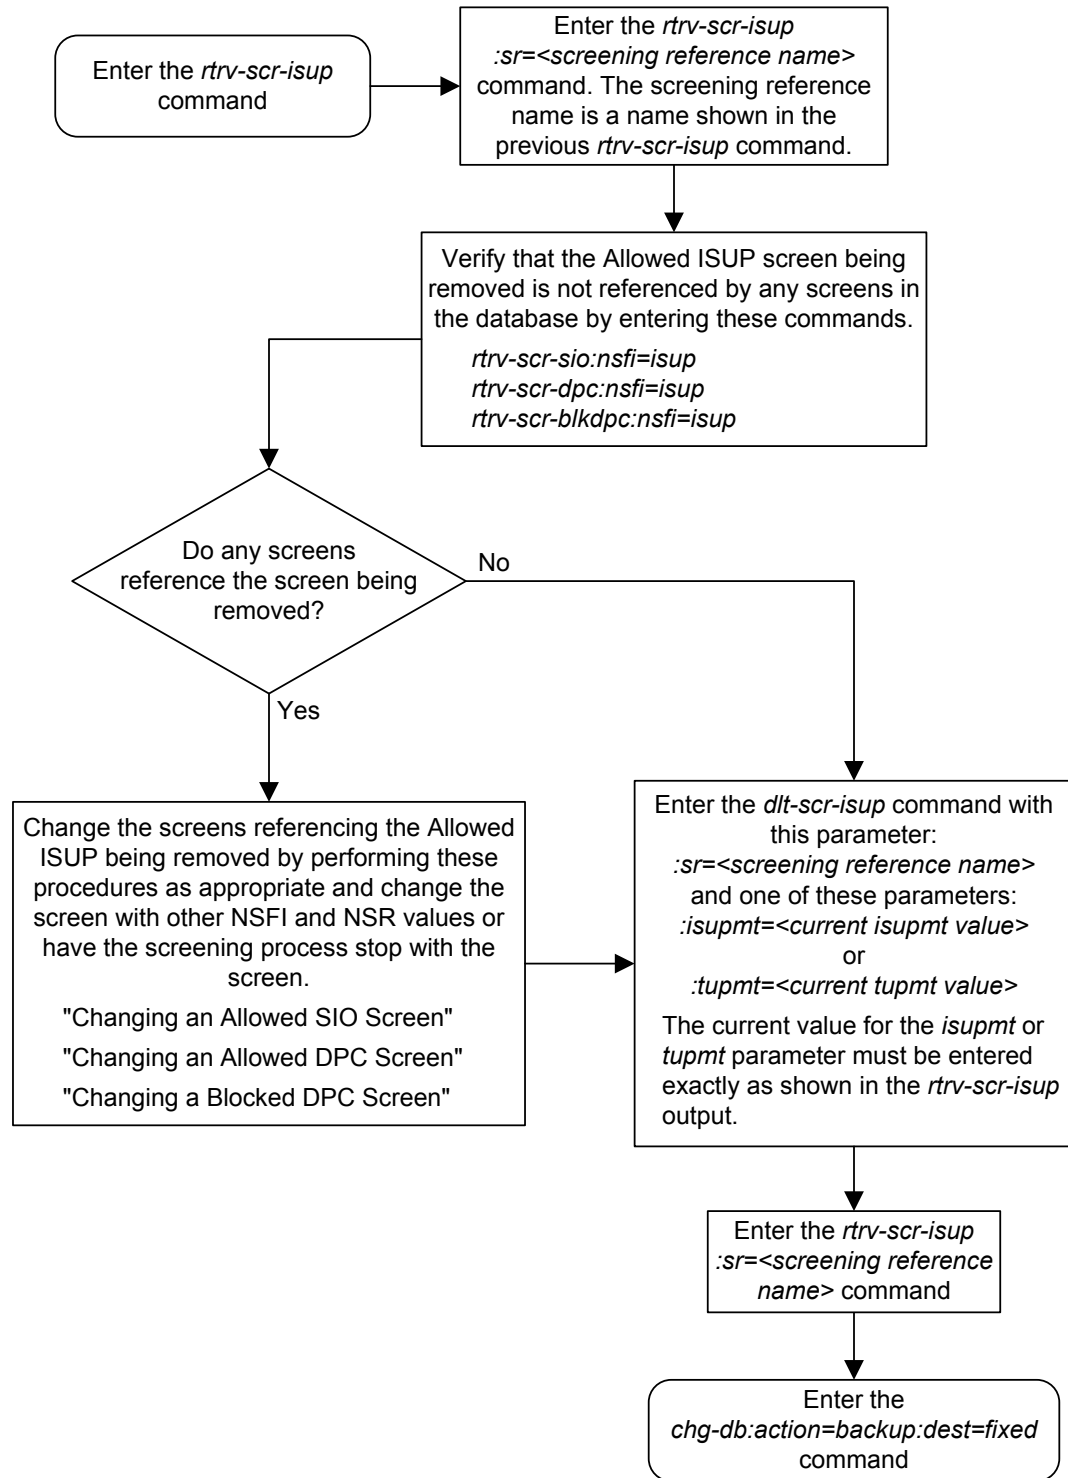 Enter the rtrv-scr-isup
command
Enter the rtrv-scr-isup
:sr=<screening reference name>
command. The screening reference
name is a name shown in the
previous rtrv-scr-isup command.
Verify that the Allowed ISUP screen being
removed is not referenced by any screens in
the database by entering these commands.
rtrv-scr-sio:nsfi=isup
rtrv-scr-dpc:nsfi=isup
rtrv-scr-blkdpc:nsfi=isup
Do any screens
reference the screen being
removed?
No
Yes
Change the screens referencing the Allowed
ISUP being removed by performing these
procedures as appropriate and change the
screen with other NSFI and NSR values or
have the screening process stop with the
screen.
"Changing an Allowed SIO Screen"
"Changing an Allowed DPC Screen"
"Changing a Blocked DPC Screen"
Enter the dlt-scr-isup command with
this parameter:
:sr=<screening reference name>
and one of these parameters:
:isupmt=<current isupmt value>
or
:tupmt=<current tupmt value>
The current value for the isupmt or
tupmt parameter must be entered
exactly as shown in the rtrv-scr-isup
output.
Enter the rtrv-scr-isup
:sr=<screening reference
name> command
Enter the
chg-db:action=backup:dest=fixed
command